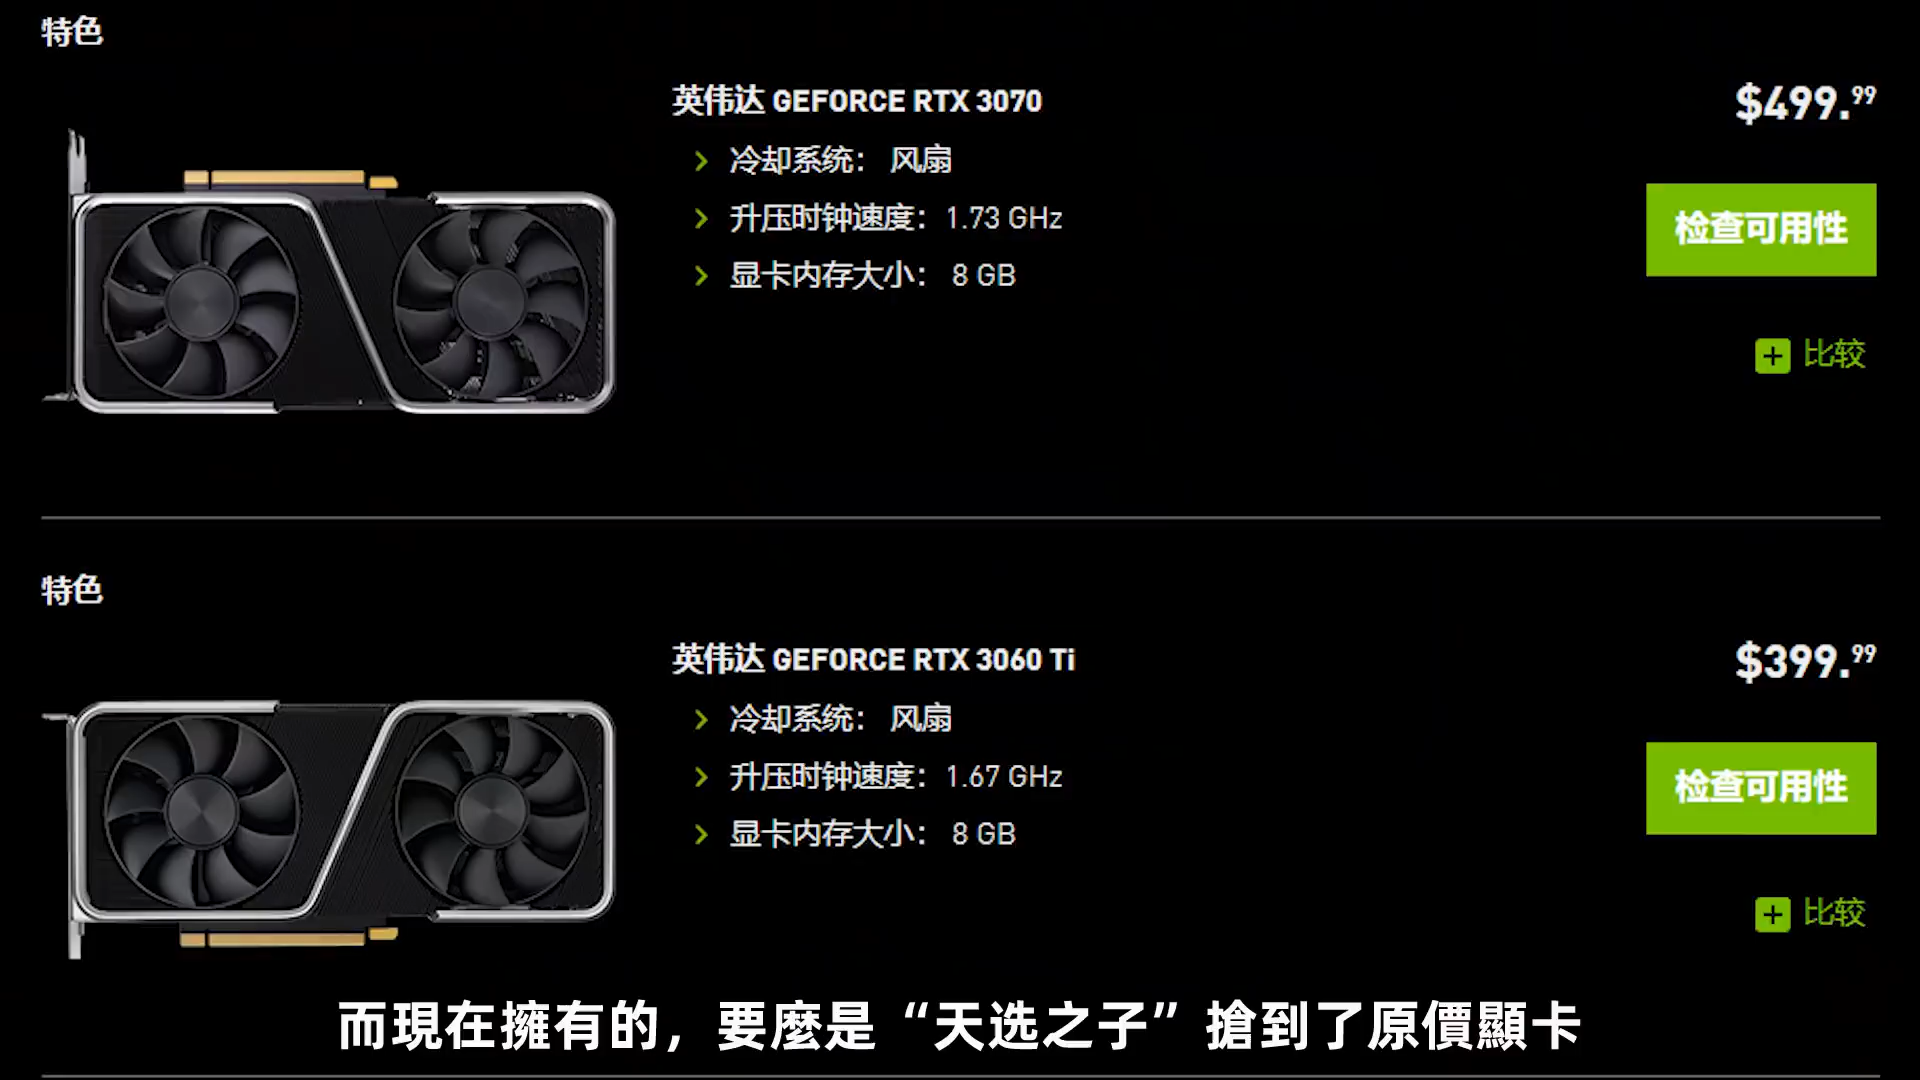 特色
英伟达 GEFORCE RTX 3070
冷却系统： 风扇
升压时钟速度：1.73 GHz
显卡内存大小： 8 GB
$499.99
检查可用性
比较
特色
英伟达 GEFORCE RTX 3060 Ti
冷却系统： 风扇
升压时钟速度：1.67 GHz
显卡内存大小： 8 GB
$399.99
检查可用性
比较
而現在擁有的，要麼是“天选之子”搶到了原價顯卡